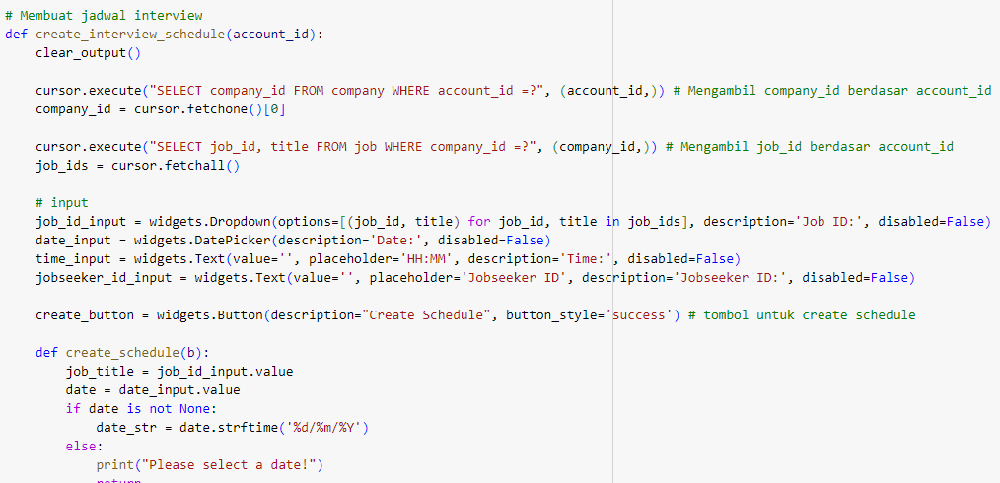 # Membuat jadwal interview
def create_interview_schedule(account_id):
    clear_output()

    cursor.execute("SELECT company_id FROM company WHERE account_id =?", (account_id,)) # Mengambil company_id berdasar account_id
    company_id = cursor.fetchone()[0]

    cursor.execute("SELECT job_id, title FROM job WHERE company_id =?", (company_id,)) # Mengambil job_id berdasar account_id
    job_ids = cursor.fetchall()

    # input
    job_id_input = widgets.Dropdown(options=[(job_id, title) for job_id, title in job_ids], description='Job ID:', disabled=False)
    date_input = widgets.DatePicker(description='Date:', disabled=False)
    time_input = widgets.Text(value='', placeholder='HH:MM', description='Time:', disabled=False)
    jobseeker_id_input = widgets.Text(value='', placeholder='Jobseeker ID', description='Jobseeker ID:', disabled=False)

    create_button = widgets.Button(description="Create Schedule", button_style='success') # tombol untuk create schedule

    def create_schedule(b):
        job_title = job_id_input.value
        date = date_input.value
        if date is not None:
            date_str = date.strftime('%d/%m/%Y')
        else:
            print("Please select a date!")
            return